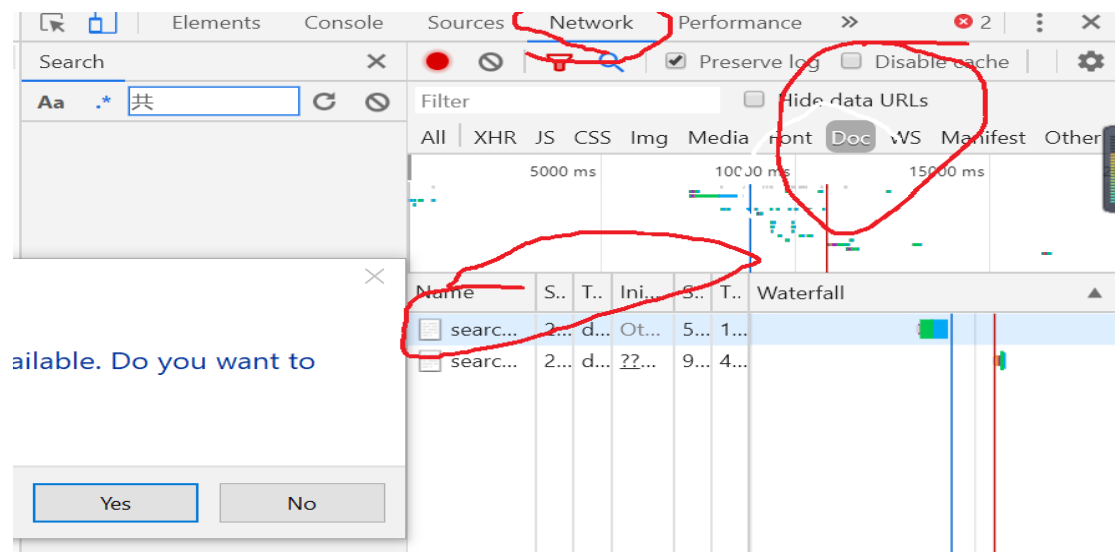 Elements Console Sources Network Performance » 2
Search
Preserve log Disable cache
Aa .* 共
Filter Hide data URLs
All XHR JS CSS Img Media Font Doc WS Manifest Other
5000 ms 10000 ms 15000 ms
Name S.. T.. Ini... S.. T.. Waterfall
searc... 2... d... Ot... 5... 1...
searc... 2... d... ??... 9... 4...
ailable. Do you want to
Yes No